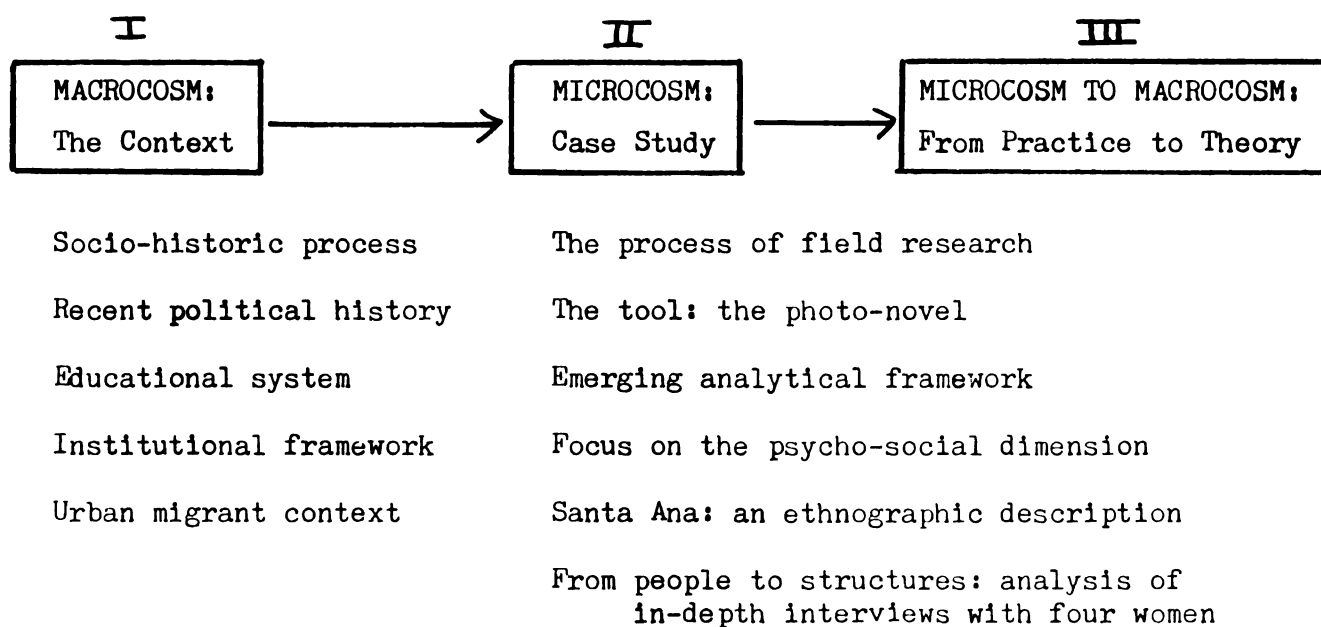 I
MACROCOSM:
The Context
II
MICROCOSM:
Case Study
III
MICROCOSM TO MACROCOSM:
From Practice to Theory
Socio-historic process
Recent political history
Educational system
Institutional framework
Urban migrant context
The process of field research
The tool: the photo-novel
Emerging analytical framework
Focus on the psycho-social dimension
Santa Ana: an ethnographic description
From people to structures: analysis of
in-depth interviews with four women